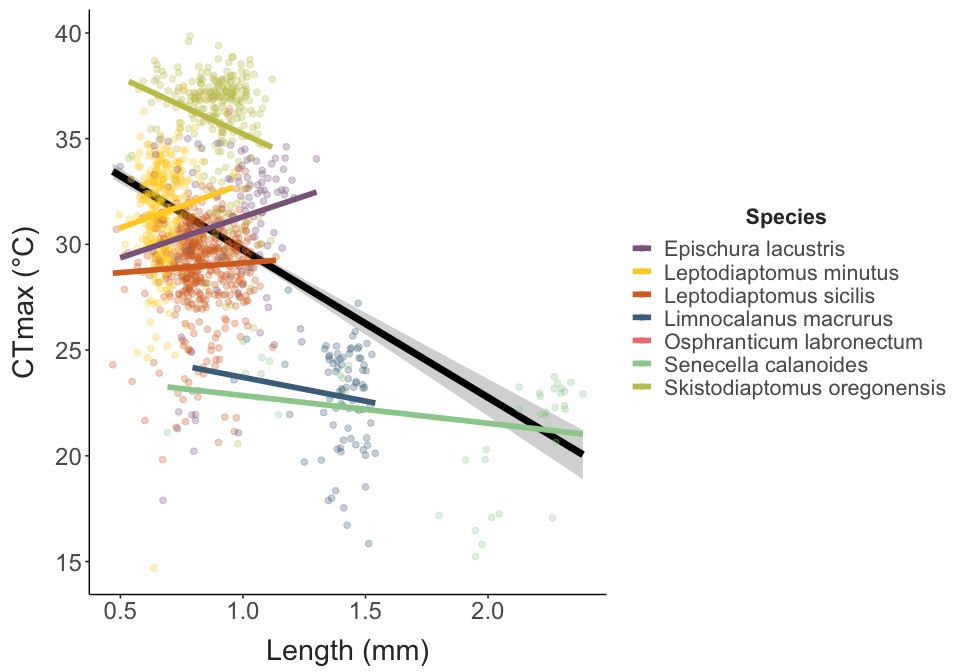 40
35
30
25
20
15
CTmax (°C)
0.5 1.0 1.5 2.0
Length (mm)
Species
Epischura lacustris
Leptodiaptomus minutus
Leptodiaptomus sicilis
Limnocalanus macrurus
Osphranticum labronectum
Senecella calanoides
Skistodiaptomus oregonensis